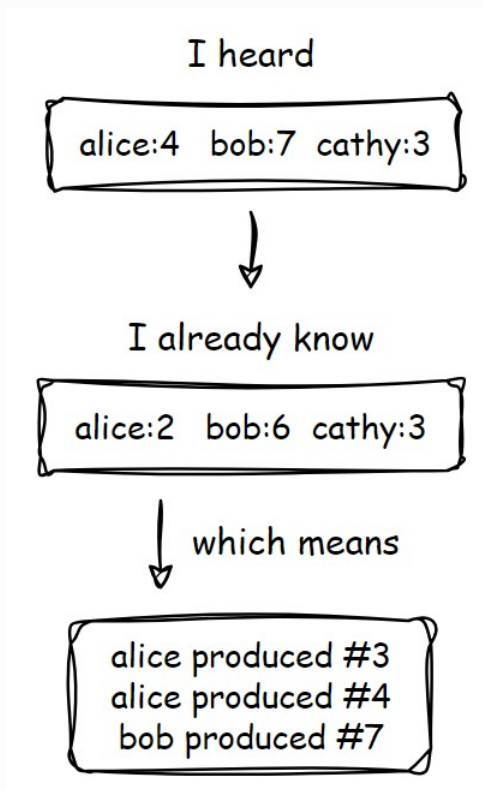 I heard
alice:4 bob:7 cathy:3
I already know
alice:2 bob:6 cathy:3
which means
alice produced #3
alice produced #4
bob produced #7